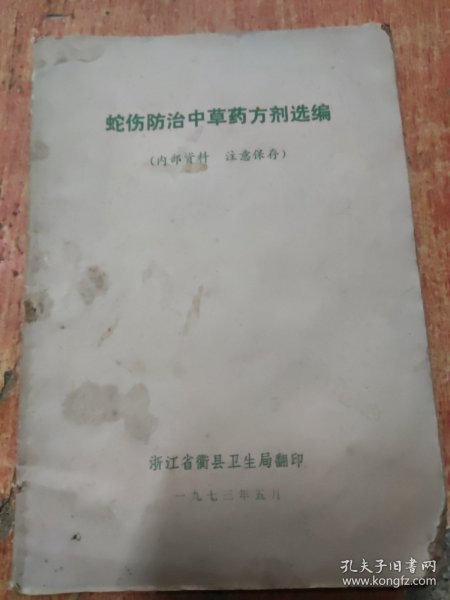 蛇伤防治中草药方剂选编
(内部资料 注意保存)
浙江省衢县卫生局翻印
一九七三年五月
孔夫子旧书网
www.kongfz.com